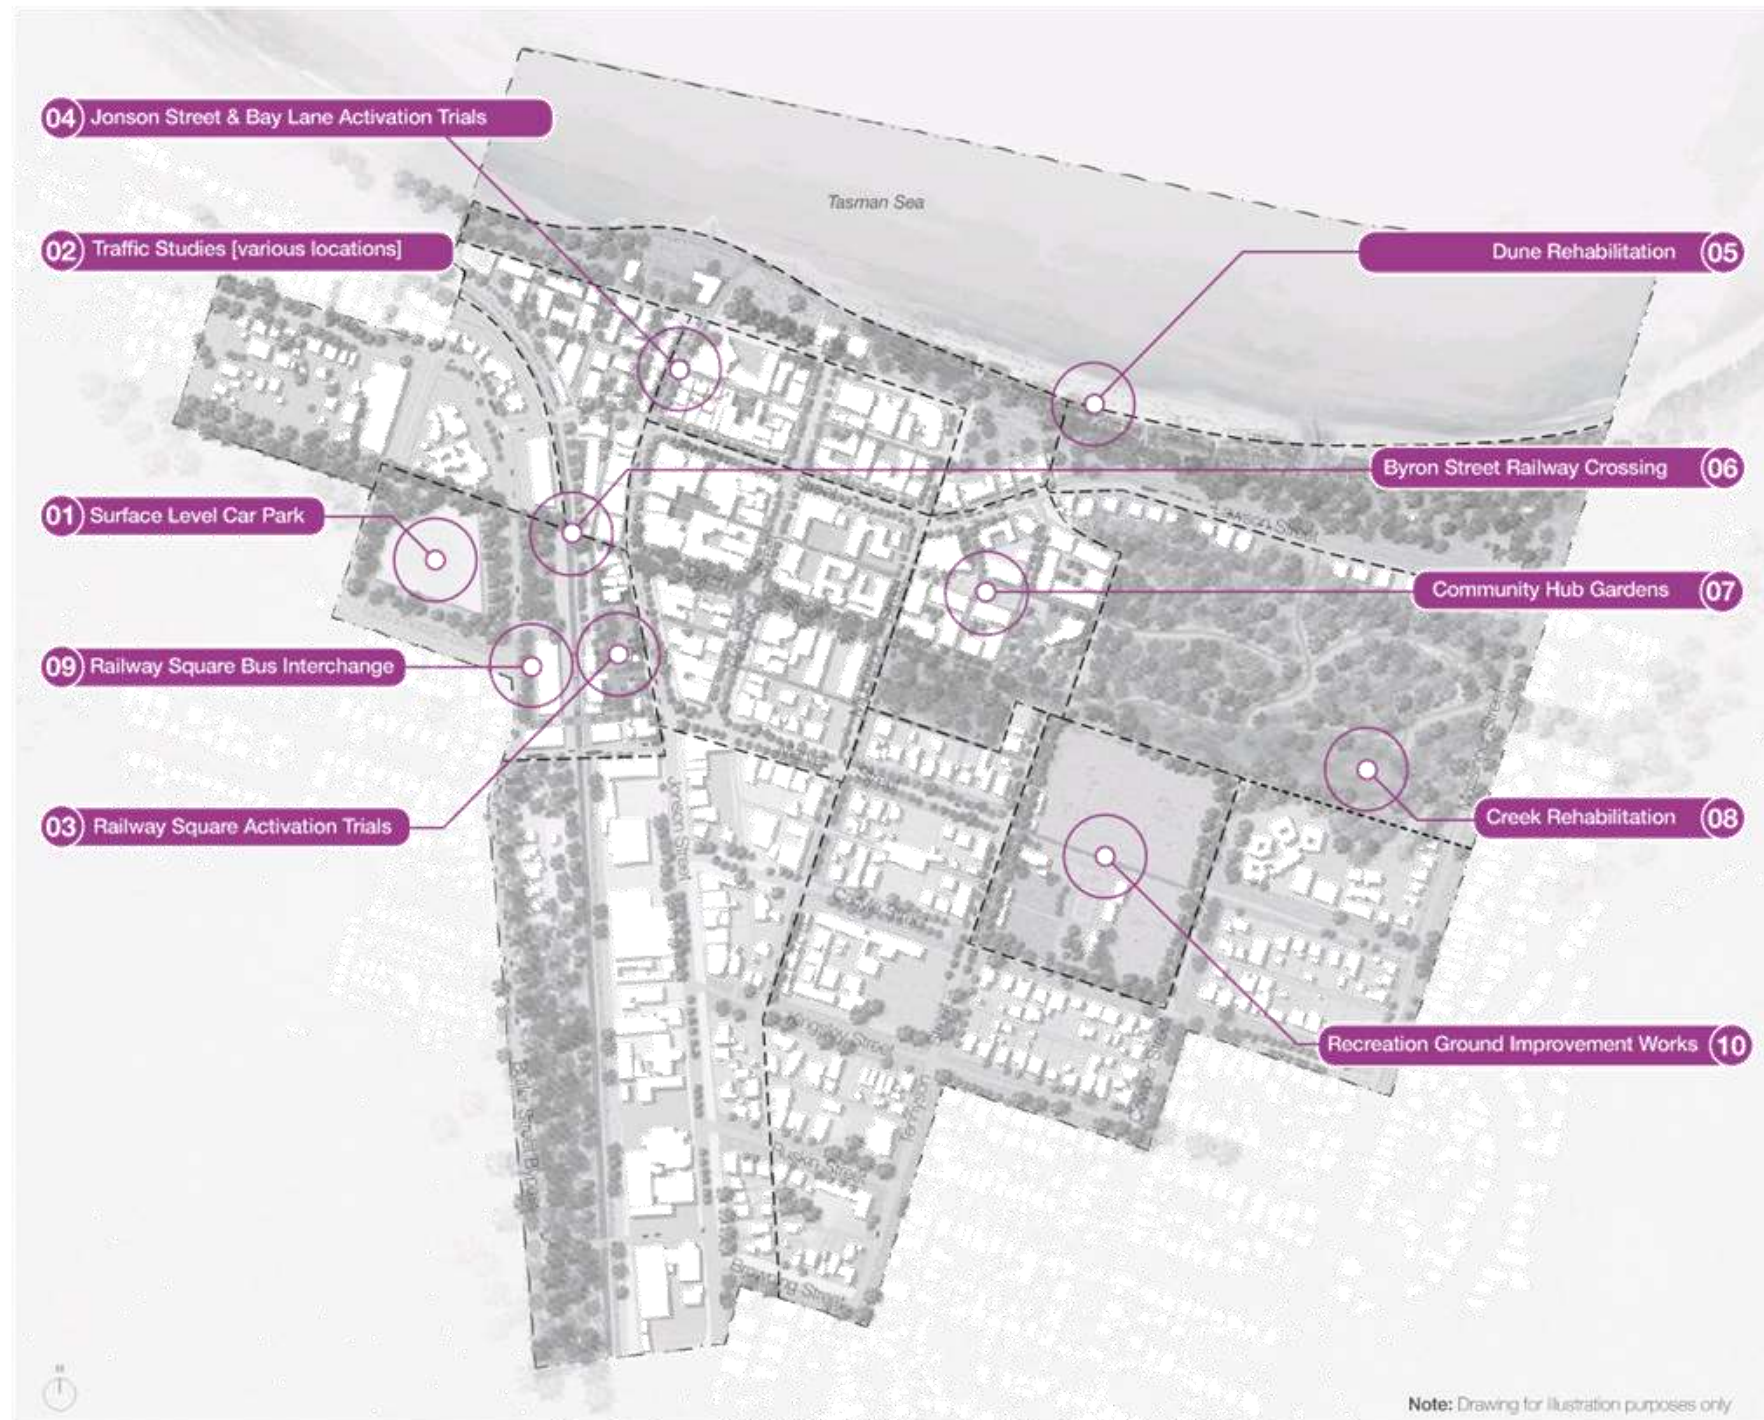 04 Jonson Street & Bay Lane Activation Trials
Tasman Sea
02 Traffic Studies [various locations]
Dune Rehabilitation 05
Byron Street Railway Crossing 06
01 Surface Level Car Park
Lawson Street
Community Hub Gardens 07
09 Railway Square Bus Interchange
03 Railway Square Activation Trials
Jonson Street
Creek Rehabilitation 08
Recreation Ground Improvement Works 10
Kingsley Street
Tennyson
Ruskin Street
Browning Street
N
Note: Drawing for illustration purposes only